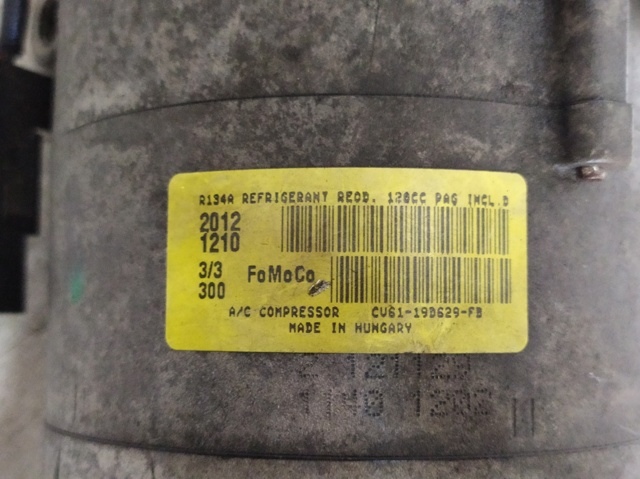 R134A REFRIGERANT REQD. 120CC PAG INCL.D
2012
1210
3/3 FoMoCo
300
A/C COMPRESSOR CV61-19D629-FB
MADE IN HUNGARY